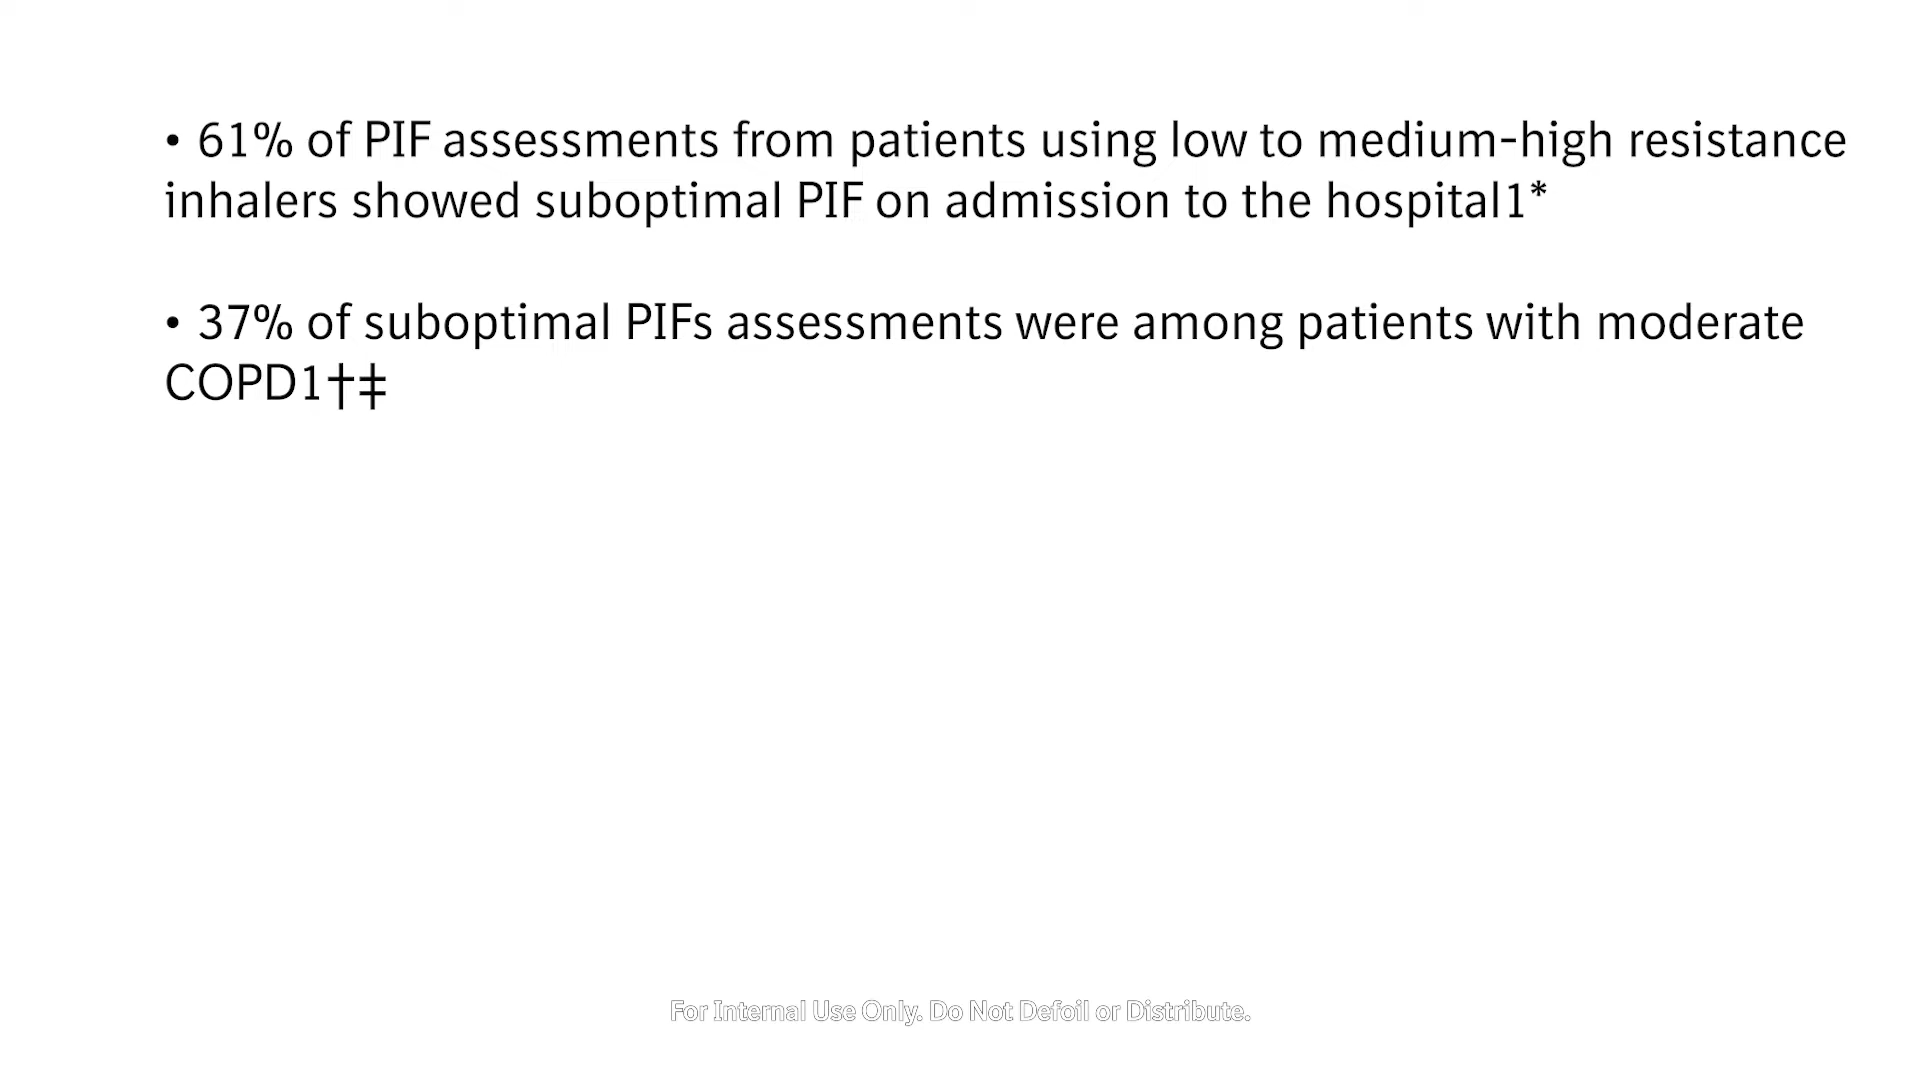 • 61% of PIF assessments from patients using low to medium-high resistance
inhalers showed suboptimal PIF on admission to the hospital1*
• 37% of suboptimal PIFs assessments were among patients with moderate
COPD1†‡
For Internal Use Only. Do Not Defoil or Distribute.